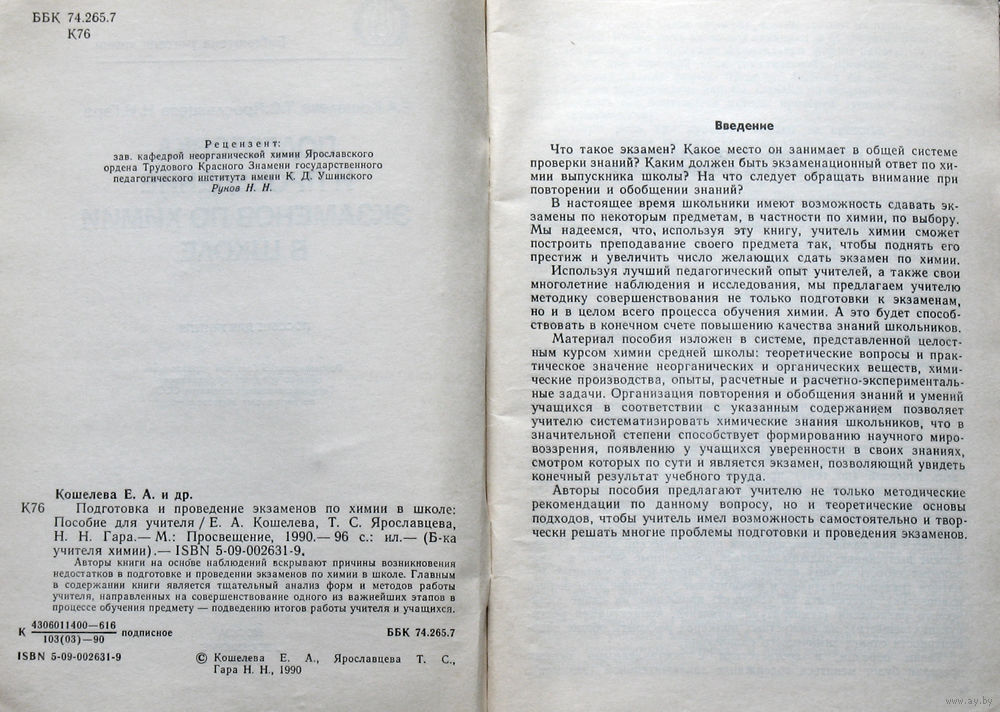 ББК 74.265.7
К76
Рецензент:
зав. кафедрой неорганической химии Ярославского
ордена Трудового Красного Знамени государственного
педагогического института имени К. Д. Ушинского
Рунов Н. Н.
Кошелева Е. А. и др.
К76 Подготовка и проведение экзаменов по химии в школе:
Пособие для учителя / Е. А. Кошелева, Т. С. Ярославцева,
Н. Н. Гара.— М.: Просвещение, 1990.— 96 с.: ил.— (Б-ка
учителя химии).— ISBN 5-09-002631-9.
Авторы книги на основе наблюдений вскрывают причины возникновения
недостатков в подготовке и проведении экзаменов по химии в школе. Главным
в содержании книги является тщательный анализ форм и методов работы
учителя, направленных на совершенствование одного из важнейших этапов в
процессе обучения предмету — подведению итогов работы учителя и учащихся.
К 4306011400—616
103(03)—90 подписное ББК 74.265.7
ISBN 5-09-002631-9 © Кошелева Е. А., Ярославцева Т. С.,
Гара Н. Н., 1990
Введение
Что такое экзамен? Какое место он занимает в общей системе
проверки знаний? Каким должен быть экзаменационный ответ по хи-
мии выпускника школы? На что следует обращать внимание при
повторении и обобщении знаний?
В настоящее время школьники имеют возможность сдавать эк-
замены по некоторым предметам, в частности по химии, по выбору.
Мы надеемся, что, используя эту книгу, учитель химии сможет
построить преподавание своего предмета так, чтобы поднять его
престиж и увеличить число желающих сдать экзамен по химии.
Используя лучший педагогический опыт учителей, а также свои
многолетние наблюдения и исследования, мы предлагаем учителю
методику совершенствования не только подготовки к экзаменам,
но и в целом всего процесса обучения химии. А это будет способ-
ствовать в конечном счете повышению качества знаний школьников.
Материал пособия изложен в системе, представленной целост-
ным курсом химии средней школы: теоретические вопросы и прак-
тическое значение неорганических и органических веществ, хими-
ческие производства, опыты, расчетные и расчетно-эксперименталь-
ные задачи. Организация повторения и обобщения знаний и умений
учащихся в соответствии с указанным содержанием позволяет
учителю систематизировать химические знания школьников, что в
значительной степени способствует формированию научного миро-
воззрения, появлению у учащихся уверенности в своих знаниях,
смотром которых по сути и является экзамен, позволяющий увидеть
конечный результат учебного труда.
Авторы пособия предлагают учителю не только методические
рекомендации по данному вопросу, но и теоретические основы
подходов, чтобы учитель имел возможность самостоятельно и твор-
чески решать многие проблемы подготовки и проведения экзаменов.
www.ay.by